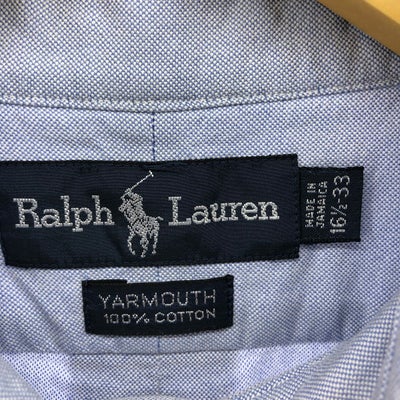 Ralph Lauren
MADE IN
JAMAICA
16½-33
YARMOUTH
100% COTTON